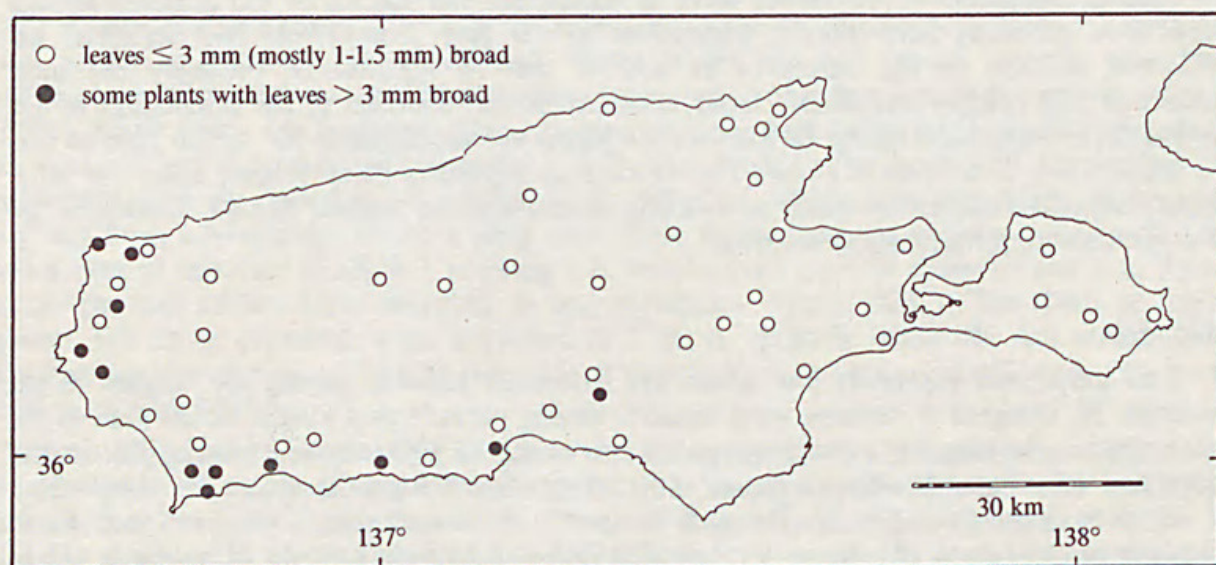 leaves ≤ 3 mm (mostly 1-1.5 mm) broad
some plants with leaves > 3 mm broad
36°
30 km
137°
138°